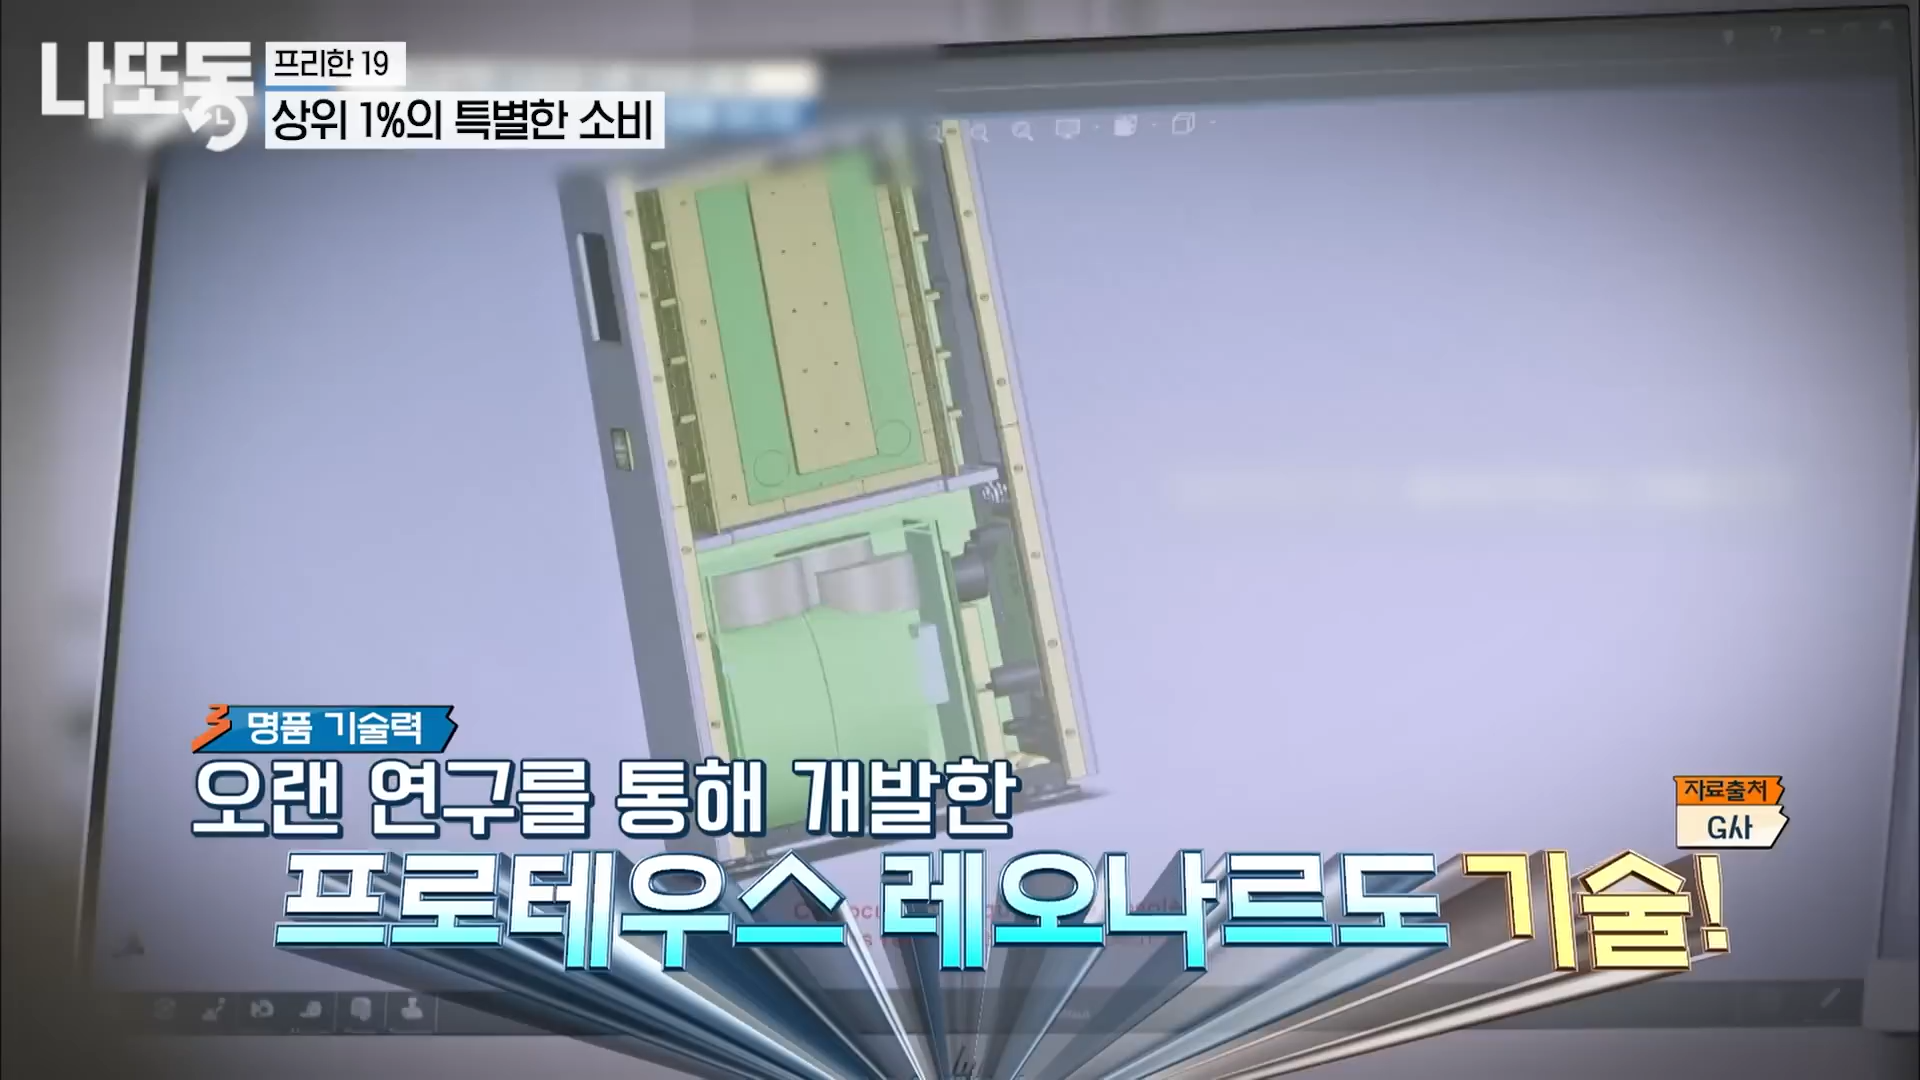 나또동
프리한 19
상위 1%의 특별한 소비
3 명품 기술력
오랜 연구를 통해 개발한
자료출처
G사
프로테우스 레오나르도 기술!